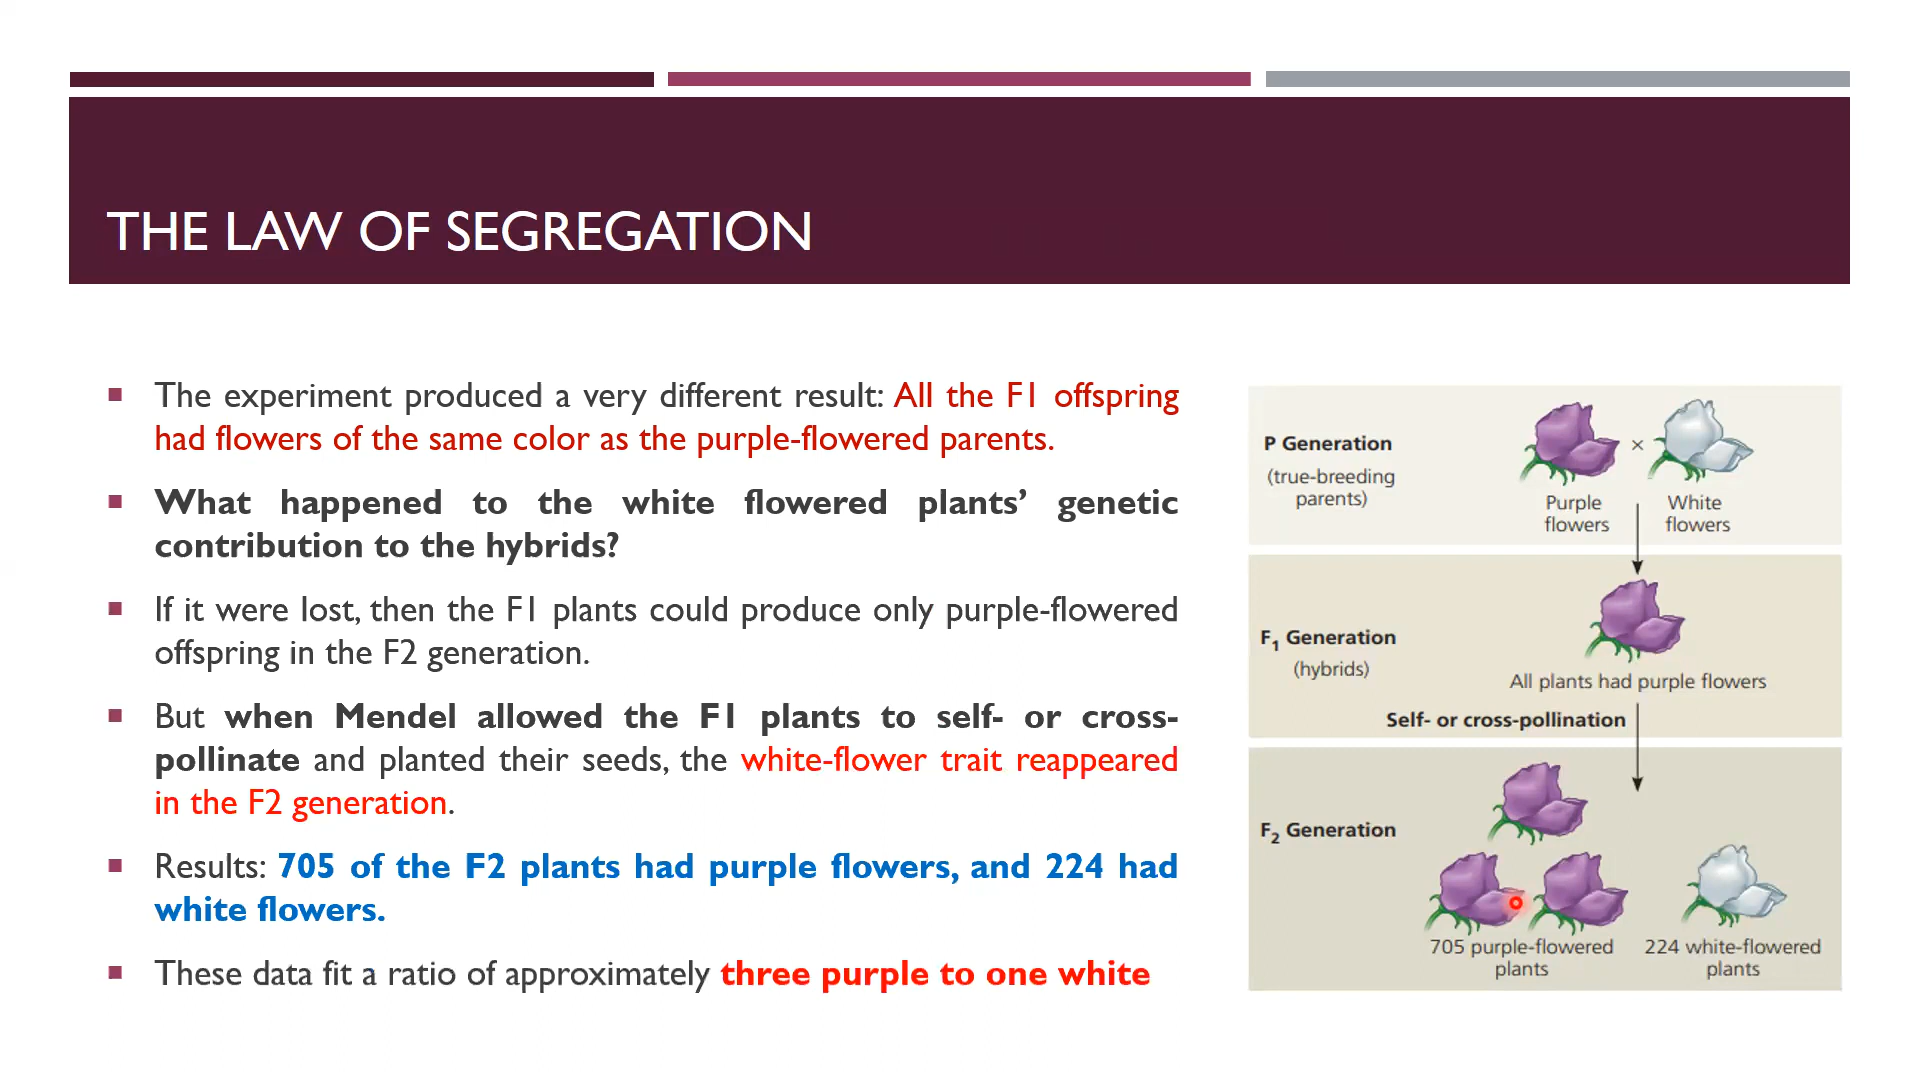 THE LAW OF SEGREGATION
The experiment produced a very different result: All the F1 offspring
had flowers of the same color as the purple-flowered parents.
What happened to the white flowered plants’ genetic
contribution to the hybrids?
If it were lost, then the F1 plants could produce only purple-flowered
offspring in the F2 generation.
But when Mendel allowed the F1 plants to self- or cross-
pollinate and planted their seeds, the white-flower trait reappeared
in the F2 generation.
Results: 705 of the F2 plants had purple flowers, and 224 had
white flowers.
These data fit a ratio of approximately three purple to one white
P Generation
(true-breeding
parents)
×
Purple
flowers
White
flowers
F1 Generation
(hybrids)
All plants had purple flowers
Self- or cross-pollination
F2 Generation
705 purple-flowered
plants
224 white-flowered
plants